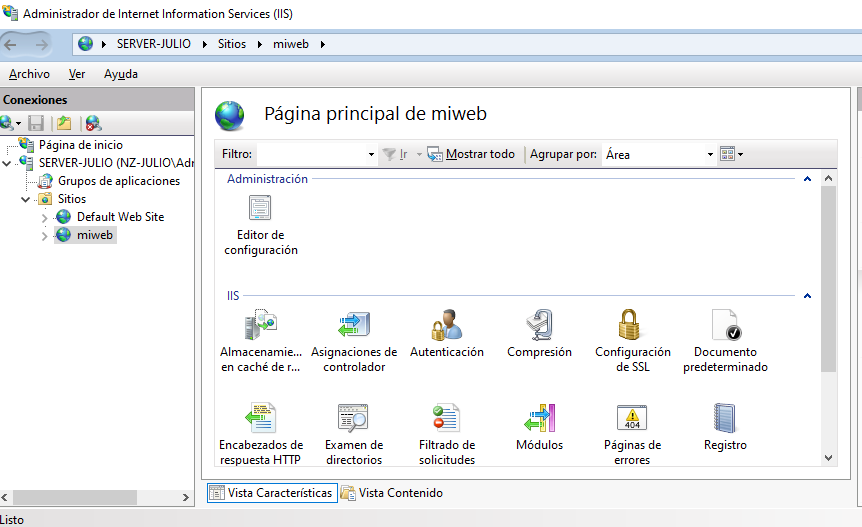 Administrador de Internet Information Services (IIS)
SERVER-JULIO Sitios miweb
Archivo Ver Ayuda
Conexiones
Página de inicio
SERVER-JULIO (NZ-JULIO\Adr
Grupos de aplicaciones
Sitios
Default Web Site
miweb
Página principal de miweb
Filtro: Ir Mostrar todo Agrupar por: Área
Administración
Editor de
configuración
IIS
Almacenamie... Asignaciones de Autenticación Compresión Configuración Documento
en caché de r... controlador de SSL predeterminado
404
Encabezados de Examen de Filtrado de Módulos Páginas de Registro
respuesta HTTP directorios solicitudes errores
Vista Características Vista Contenido
Listo